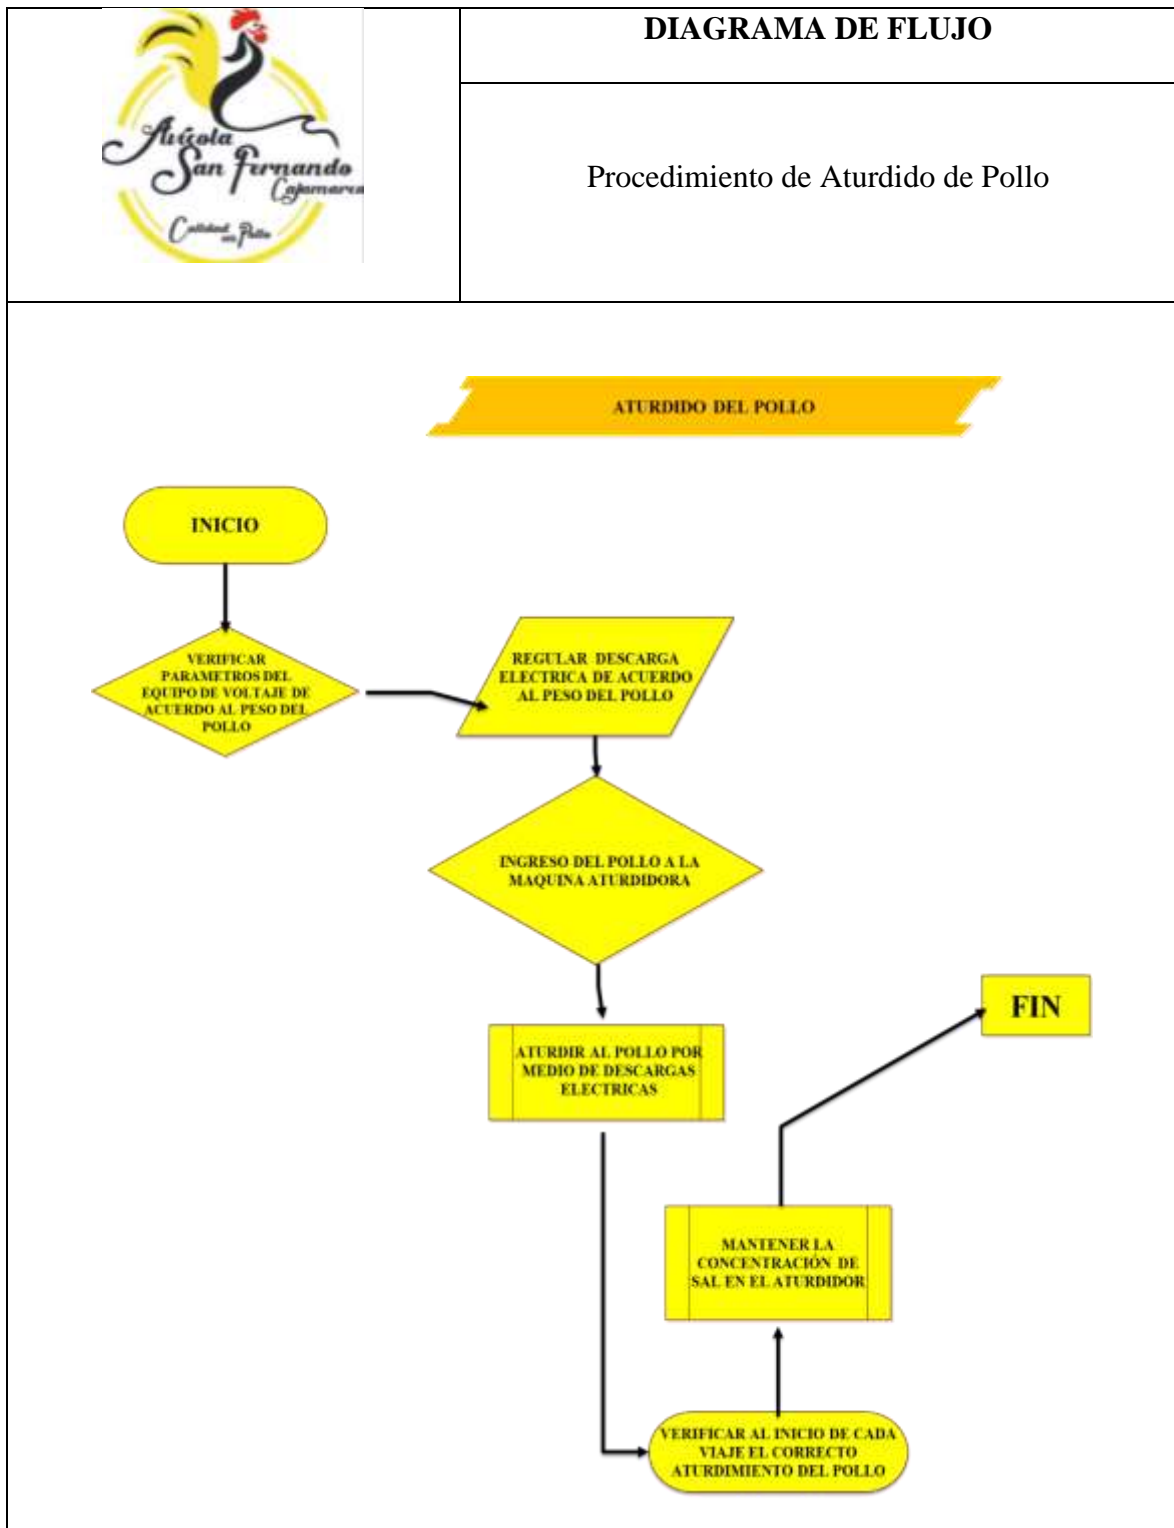 Avícola
San Fernando
Cajamarca
Calidad
en Pollo
DIAGRAMA DE FLUJO
Procedimiento de Aturdido de Pollo
ATURDIDO DEL POLLO
INICIO
VERIFICAR
PARAMETROS DEL
EQUIPO DE VOLTAJE DE
ACUERDO AL PESO DEL
POLLO
REGULAR DESCARGA
ELECTRICA DE ACUERDO
AL PESO DEL POLLO
INGRESO DEL POLLO A LA
MAQUINA ATURDIDORA
ATURDIR AL POLLO POR
MEDIO DE DESCARGAS
ELECTRICAS
VERIFICAR AL INICIO DE CADA
VIAJE EL CORRECTO
ATURDIMIENTO DEL POLLO
MANTENER LA
CONCENTRACIÓN DE
SAL EN EL ATURDIDOR
FIN